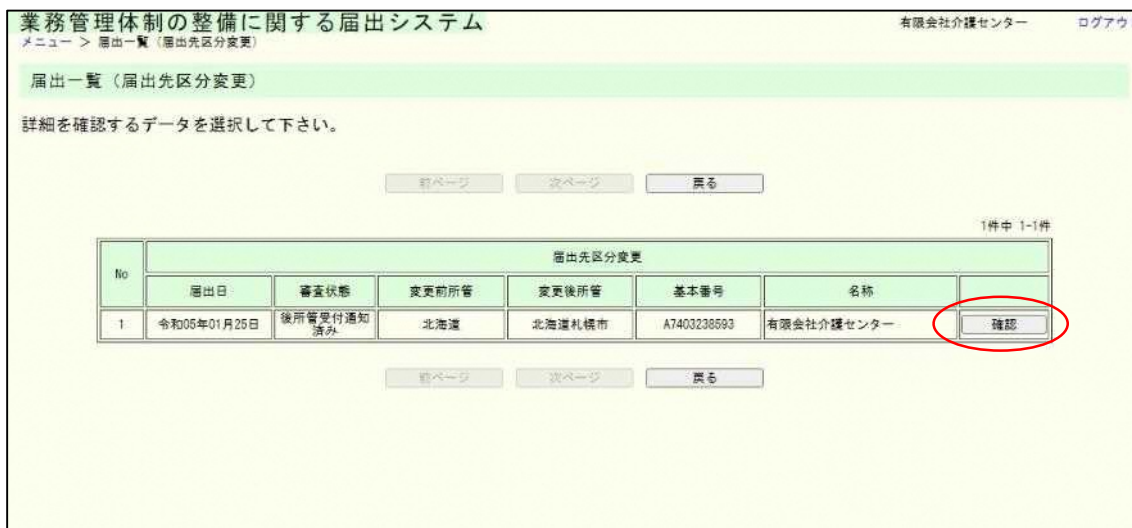 業務管理体制の整備に関する届出システム
有限会社介護センター ログアウ
メニュー > 届出一覧（届出先区分変更）
届出一覧（届出先区分変更）
詳細を確認するデータを選択して下さい。
前ページ 次ページ 戻る
1件中 1-1件
No 届出先区分変更
届出日 審査状態 変更前所管 変更後所管 基本番号 名称
1 令和05年01月25日 後所管受付通知済み 北海道 北海道札幌市 A7403238593 有限会社介護センター 確認
前ページ 次ページ 戻る